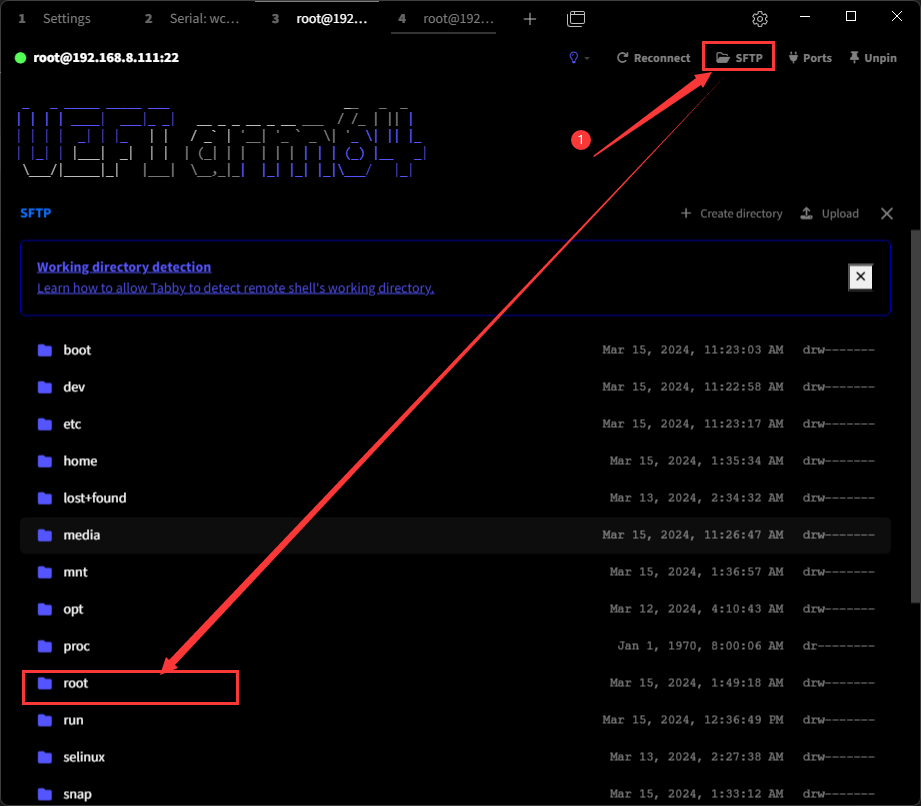 1 Settings 2 Serial: wc... 3 root@192... 4 root@192...
root@192.168.8.111:22 Reconnect SFTP Ports Unpin
1
UEFI arm64
SFTP Create directory Upload
Working directory detection
Learn how to allow Tabby to detect remote shell's working directory.
boot Mar 15, 2024, 11:23:03 AM drw-------
dev Mar 15, 2024, 11:22:58 AM drw-------
etc Mar 15, 2024, 11:23:17 AM drw-------
home Mar 15, 2024, 1:35:34 AM drw-------
lost+found Mar 13, 2024, 2:34:32 AM drw-------
media Mar 15, 2024, 11:26:47 AM drw-------
mnt Mar 15, 2024, 1:36:57 AM drw-------
opt Mar 12, 2024, 4:10:43 AM drw-------
proc Jan 1, 1970, 8:00:06 AM dr--------
root Mar 15, 2024, 1:49:18 AM drw-------
run Mar 15, 2024, 12:36:49 PM drw-------
selinux Mar 13, 2024, 2:27:38 AM drw-------
snap Mar 15, 2024, 1:33:12 AM drw-------